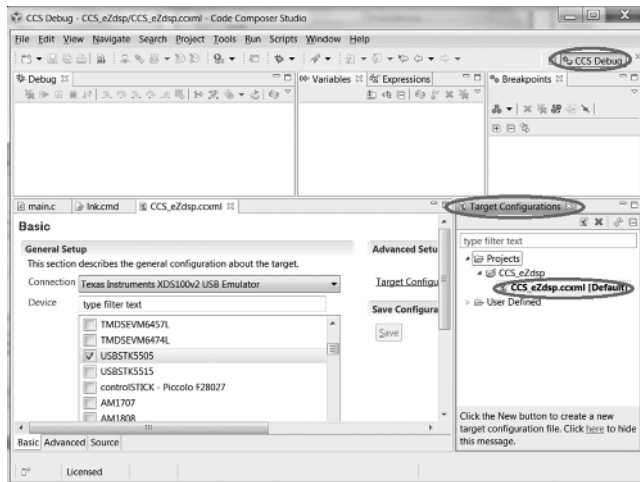 CCS Debug - CCS_eZdsp/CCS_eZdsp.ccxml - Code Composer Studio
File Edit View Navigate Search Project Tools Run Scripts Window Help
CCS Debug
Debug
Variables Expressions
Breakpoints
main.c lnk.cmd CCS_eZdsp.ccxml
Target Configurations
Basic
General Setup
Advanced Setu
This section describes the general configuration about the target.
Connection Texas Instruments XDS100v2 USB Emulator
Target Configu
Device type filter text
Save Configura
TMDSEVM6457L
Save
TMDSEVM6474L
USBSTK5505
USBSTK5515
controlSTICK - Piccolo F28027
AM1707
AM1808
type filter text
Projects
CCS_eZdsp
CCS_eZdsp.ccxml [Default]
User Defined
Click the New button to create a new
target configuration file. Click here to hide
this message.
Basic Advanced Source
Licensed